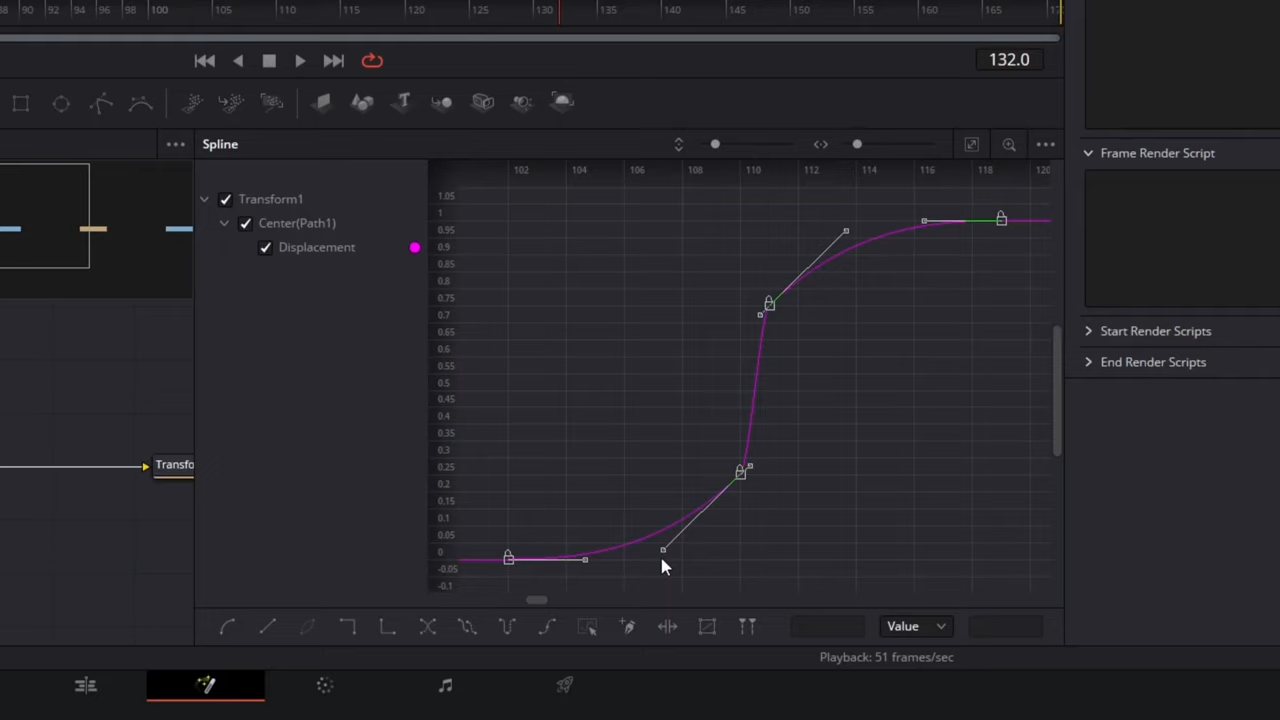 90 92 94 96 98 100 105 110 115 120 125 130 135 140 145 150 155 160 165
132.0
Spline
Frame Render Script
102 104 106 108 110 112 114 116 118 120
Transform1
Center(Path1)
Displacement
1.05
1
0.95
0.9
0.85
0.8
0.75
0.7
0.65
0.6
0.55
0.5
0.45
0.4
0.35
0.3
0.25
0.2
0.15
0.1
0.05
0
-0.05
-0.1
Start Render Scripts
End Render Scripts
Transfo
Value
Playback: 51 frames/sec